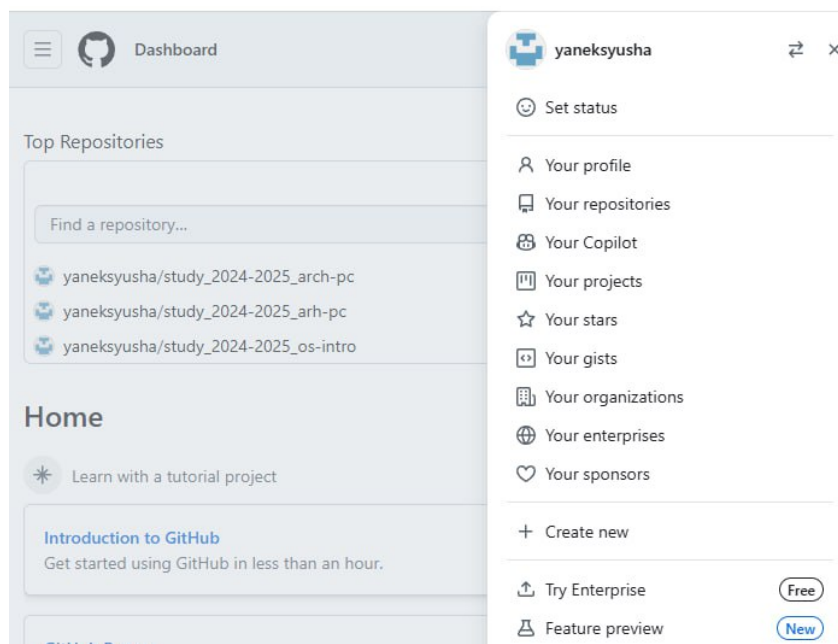 Dashboard
Top Repositories
Find a repository...
yaneksyusha/study_2024-2025_arch-pc
yaneksyusha/study_2024-2025_arh-pc
yaneksyusha/study_2024-2025_os-intro
Home
Learn with a tutorial project
Introduction to GitHub
Get started using GitHub in less than an hour.
yaneksyusha
Set status
Your profile
Your repositories
Your Copilot
Your projects
Your stars
Your gists
Your organizations
Your enterprises
Your sponsors
Create new
Try Enterprise Free
Feature preview New